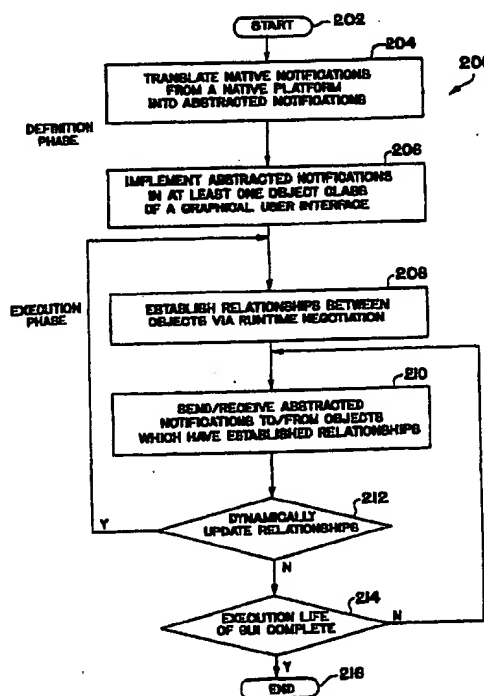 START
202
204
200
TRANSLATE NATIVE NOTIFICATIONS
FROM A NATIVE PLATFORM
INTO ABSTRACTED NOTIFICATIONS
DEFINITION
PHASE
206
IMPLEMENT ABSTRACTED NOTIFICATIONS
IN AT LEAST ONE OBJECT CLASS
OF A GRAPHICAL USER INTERFACE
EXECUTION
PHASE
208
ESTABLISH RELATIONSHIPS BETWEEN
OBJECTS VIA RUNTIME NEGOTIATION
210
SEND/RECEIVE ABSTRACTED
NOTIFICATIONS TO/FROM OBJECTS
WHICH HAVE ESTABLISHED RELATIONSHIPS
212
DYNAMICALLY
UPDATE RELATIONSHIPS
Y
N
214
EXECUTION LIFE
OF GUI COMPLETE
N
Y
END
216